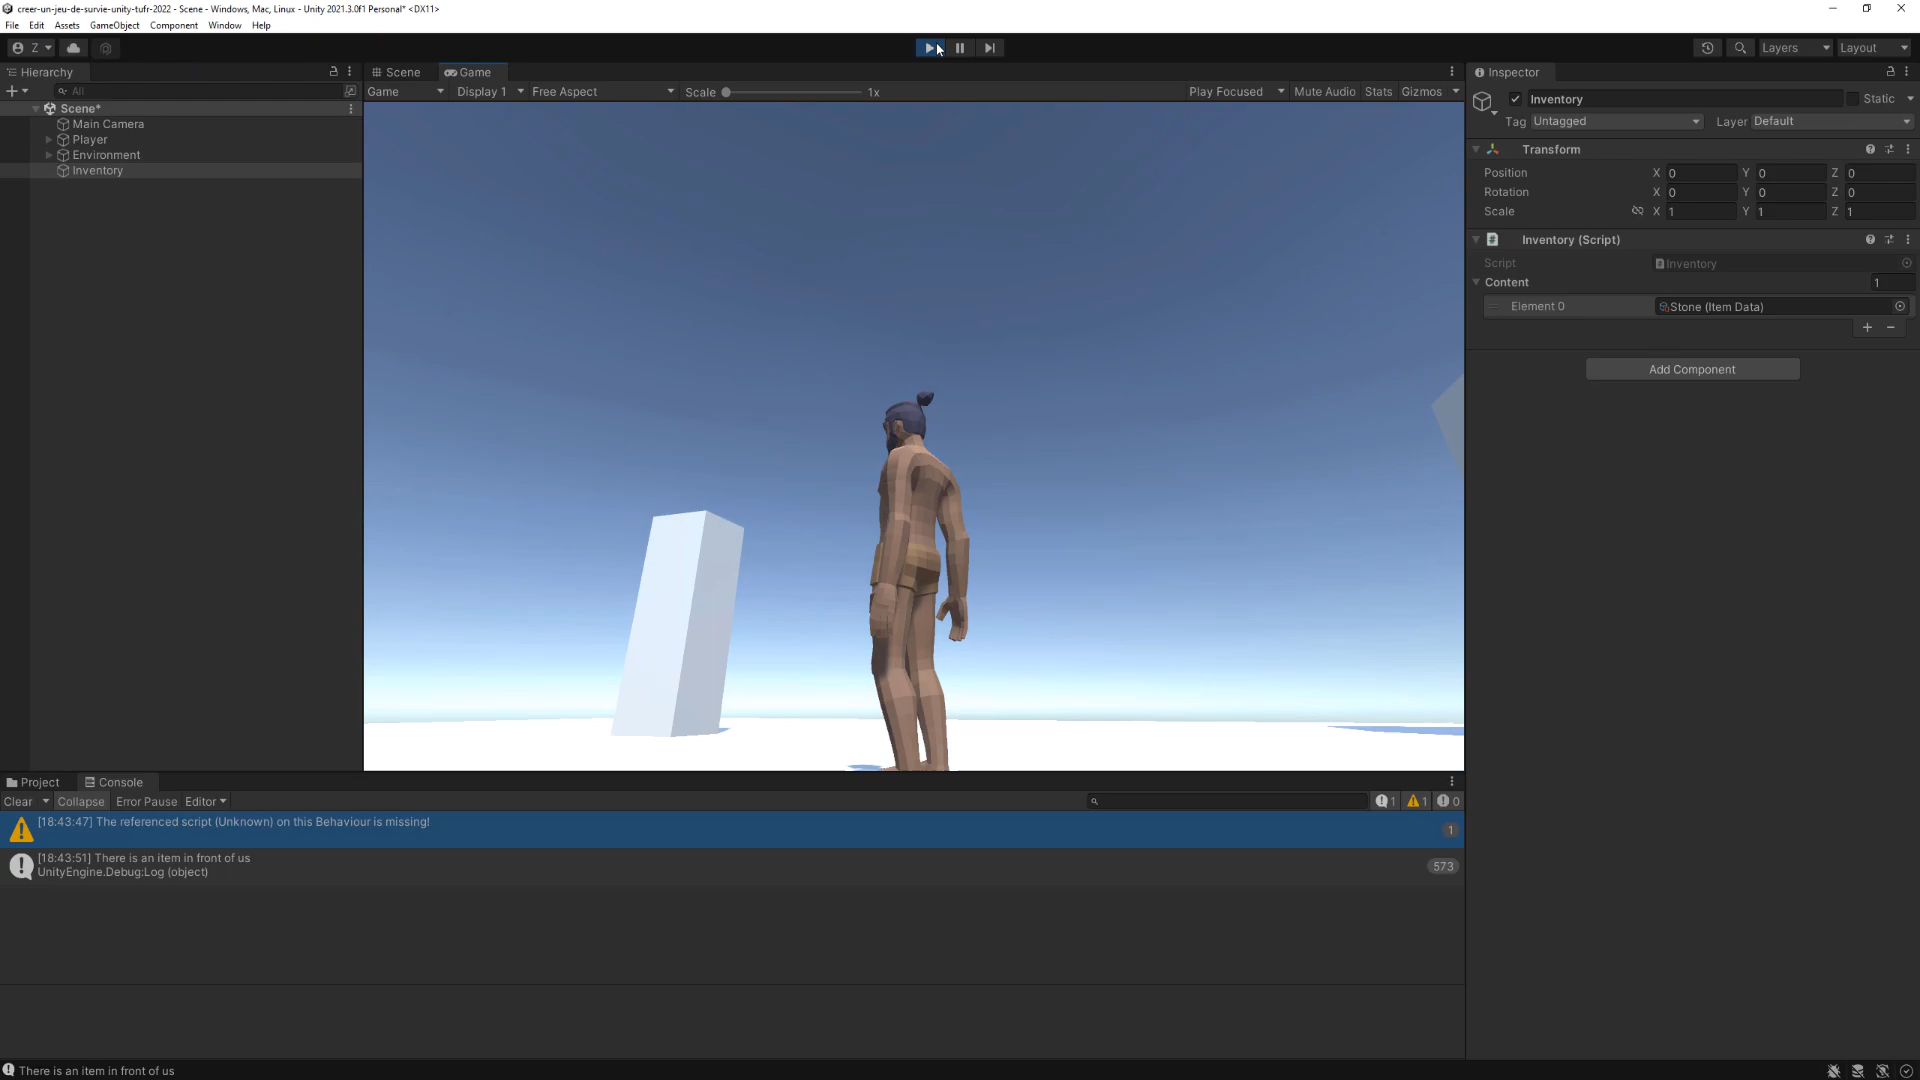 creer-un-jeu-de-survie-unity-tufr-2022 - Scene - Windows, Mac, Linux - Unity 2021.3.0f1 Personal* <DX11>
File Edit Assets GameObject Component Window Help
Z Layers Layout
Hierarchy Scene Game Inspector
All Game Display 1 Free Aspect Scale 1x Play Focused Mute Audio Stats Gizmos
Inventory Static
Tag Untagged Layer Default
Scene*
Main Camera
Player
Environment
Inventory
Transform
Position X 0 Y 0 Z 0
Rotation X 0 Y 0 Z 0
Scale X 1 Y 1 Z 1
Inventory (Script)
Script Inventory
Content 1
Element 0 Stone (Item Data)
+ −
Add Component
Project Console
Clear Collapse Error Pause Editor 1 1 0
[18:43:47] The referenced script (Unknown) on this Behaviour is missing! 1
[18:43:51] There is an item in front of us
UnityEngine.Debug:Log (object) 573
There is an item in front of us